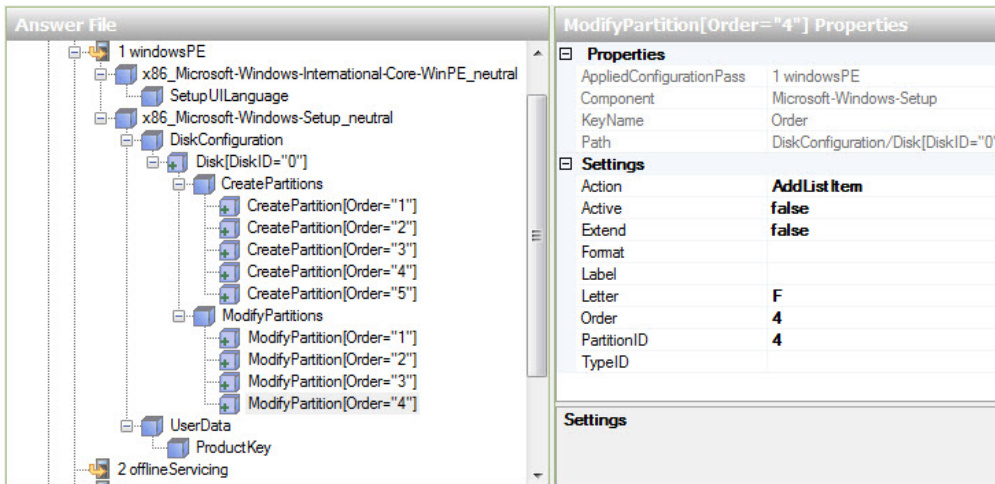 Answer File
1 windowsPE
x86_Microsoft-Windows-International-Core-WinPE_neutral
SetupUILanguage
x86_Microsoft-Windows-Setup_neutral
DiskConfiguration
Disk[DiskID="0"]
CreatePartitions
CreatePartition[Order="1"]
CreatePartition[Order="2"]
CreatePartition[Order="3"]
CreatePartition[Order="4"]
CreatePartition[Order="5"]
ModifyPartitions
ModifyPartition[Order="1"]
ModifyPartition[Order="2"]
ModifyPartition[Order="3"]
ModifyPartition[Order="4"]
UserData
ProductKey
2 offlineServicing
ModifyPartition[Order="4"] Properties
Properties
AppliedConfigurationPass 1 windowsPE
Component Microsoft-Windows-Setup
KeyName Order
Path DiskConfiguration/Disk[DiskID="0"
Settings
Action AddListItem
Active false
Extend false
Format
Label
Letter F
Order 4
PartitionID 4
TypeID
Settings